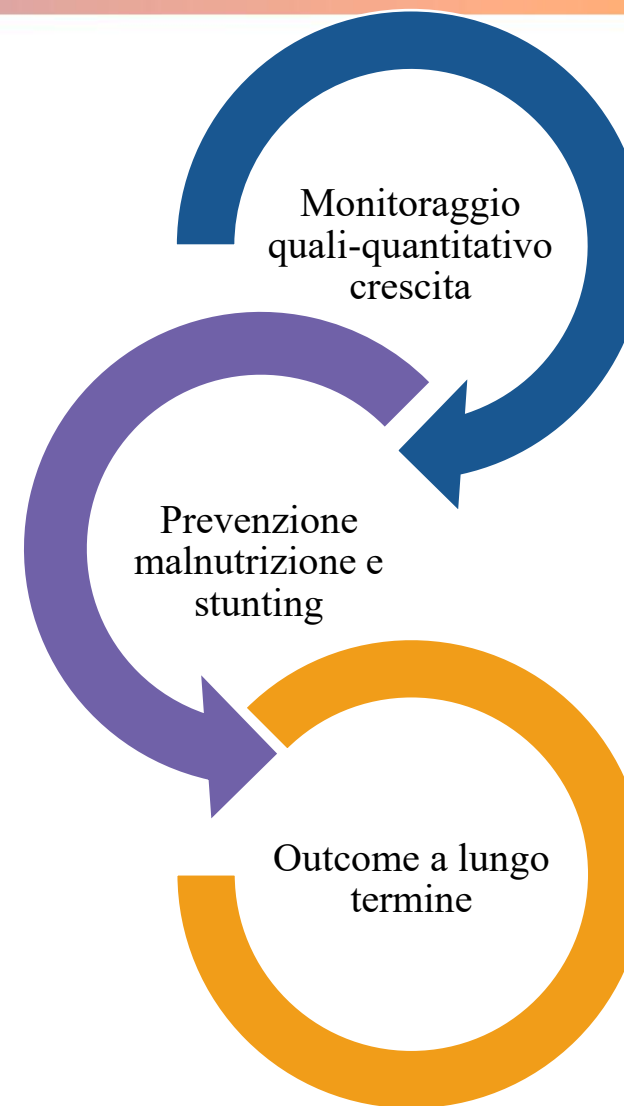 Monitoraggio
quali-quantitativo
crescita
Prevenzione
malnutrizione e
stunting
Outcome a lungo
termine